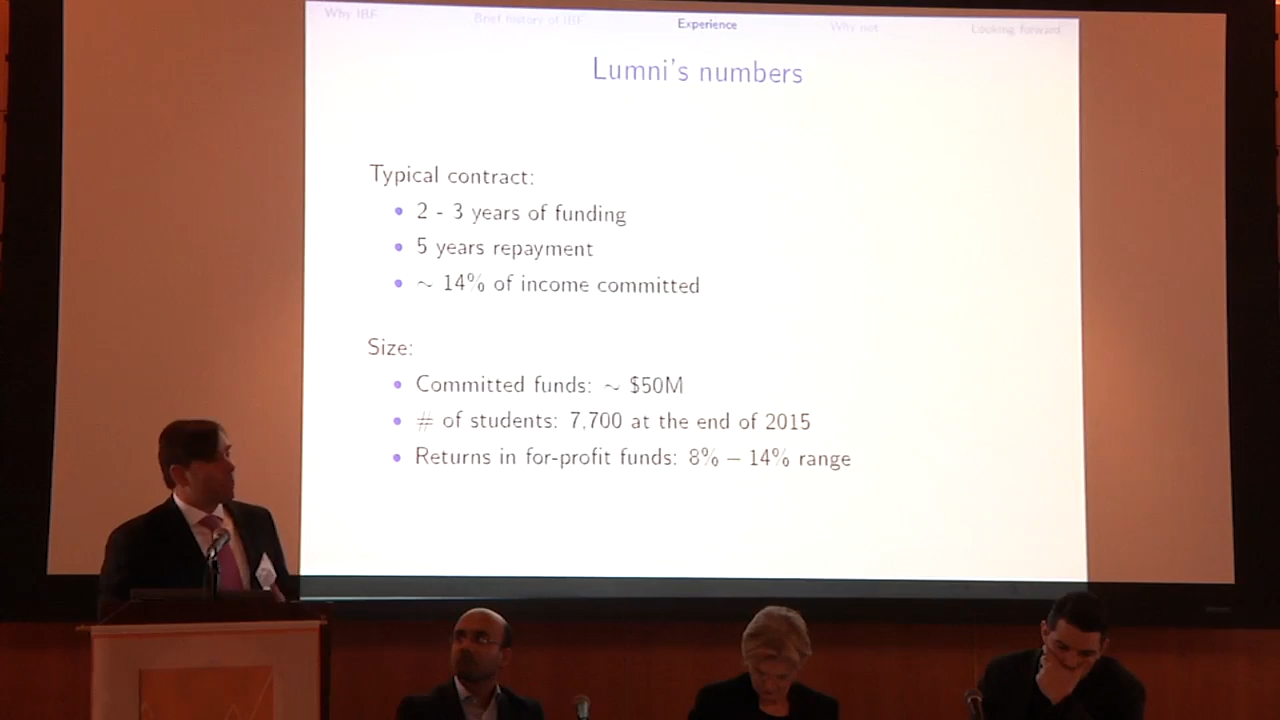 Why IBF
Brief history of IBF
Experience
Why not
Looking forward
Lumni's numbers
Typical contract:
• 2 - 3 years of funding
• 5 years repayment
• ~ 14% of income committed
Size:
• Committed funds: ~ $50M
• # of students: 7,700 at the end of 2015
• Returns in for-profit funds: 8% – 14% range